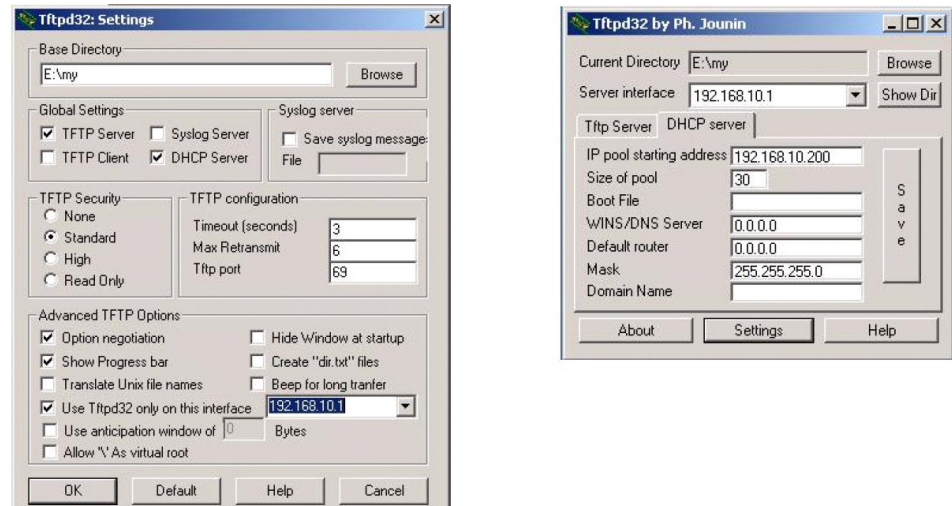 Tftpd32: Settings
Base Directory
E:\my
Browse
Global Settings
TFTP Server
Syslog Server
TFTP Client
DHCP Server
Syslog server
Save syslog message
File
TFTP Security
None
Standard
High
Read Only
TFTP configuration
Timeout (seconds)
3
Max Retransmit
6
Tftp port
69
Advanced TFTP Options
Option negotiation
Hide Window at startup
Show Progress bar
Create "dir.txt" files
Translate Unix file names
Beep for long tranfer
Use Tftpd32 only on this interface
192.168.10.1
Use anticipation window of
0
Bytes
Allow '\' As virtual root
OK
Default
Help
Cancel
Tftpd32 by Ph. Jounin
Current Directory
E:\my
Browse
Server interface
192.168.10.1
Show Dir
Tftp Server
DHCP server
IP pool starting address
192.168.10.200
Size of pool
30
Boot File
WINS/DNS Server
0.0.0.0
Default router
0.0.0.0
Mask
255.255.255.0
Domain Name
Save
About
Settings
Help